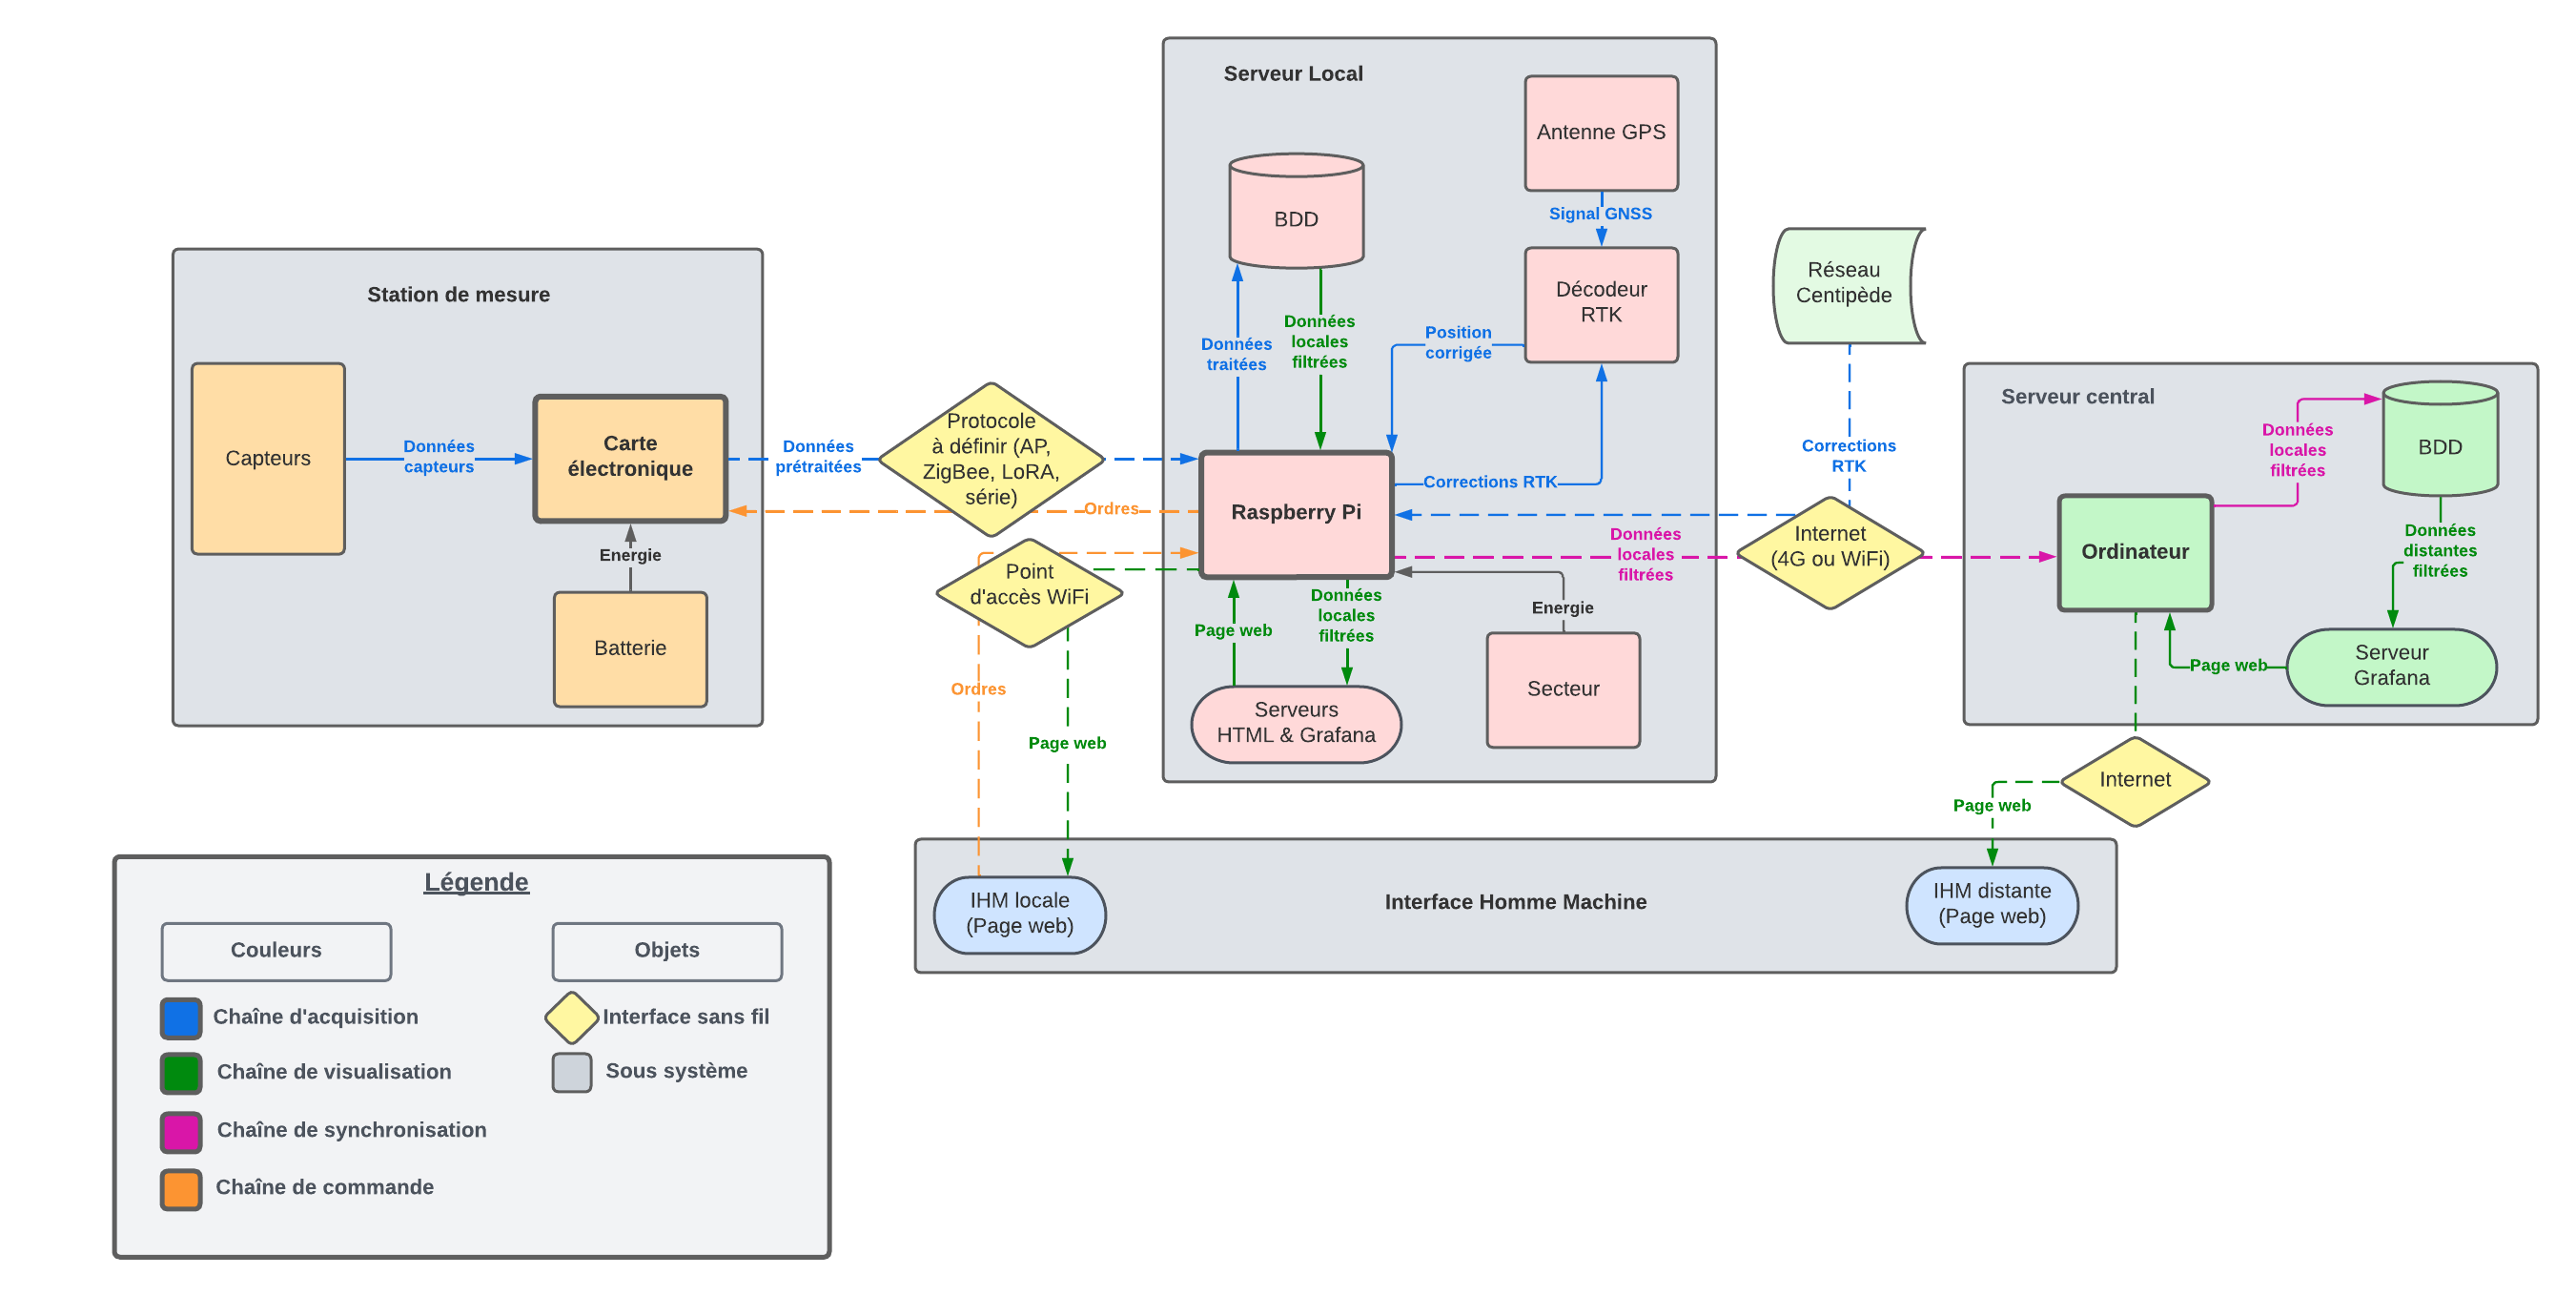 Station de mesure
Capteurs
Données
capteurs
Carte
électronique
Energie
Batterie
Données
prétraitées
Protocole
à définir (AP,
ZigBee, LoRA,
série)
Ordres
Point
d'accès WiFi
Ordres
Page web
Serveur Local
Antenne GPS
Signal GNSS
BDD
Décodeur
RTK
Données
traitées
Données
locales
filtrées
Position
corrigée
Corrections RTK
Raspberry Pi
Page web
Données
locales
filtrées
Energie
Serveurs
HTML & Grafana
Secteur
Données
locales
filtrées
Réseau
Centipède
Corrections
RTK
Internet
(4G ou WiFi)
Serveur central
Données
locales
filtrées
BDD
Ordinateur
Données
distantes
filtrées
Page web
Serveur
Grafana
Internet
Page web
IHM locale
(Page web)
Interface Homme Machine
IHM distante
(Page web)
Légende
Couleurs
Objets
Chaîne d'acquisition
Interface sans fil
Chaîne de visualisation
Sous système
Chaîne de synchronisation
Chaîne de commande